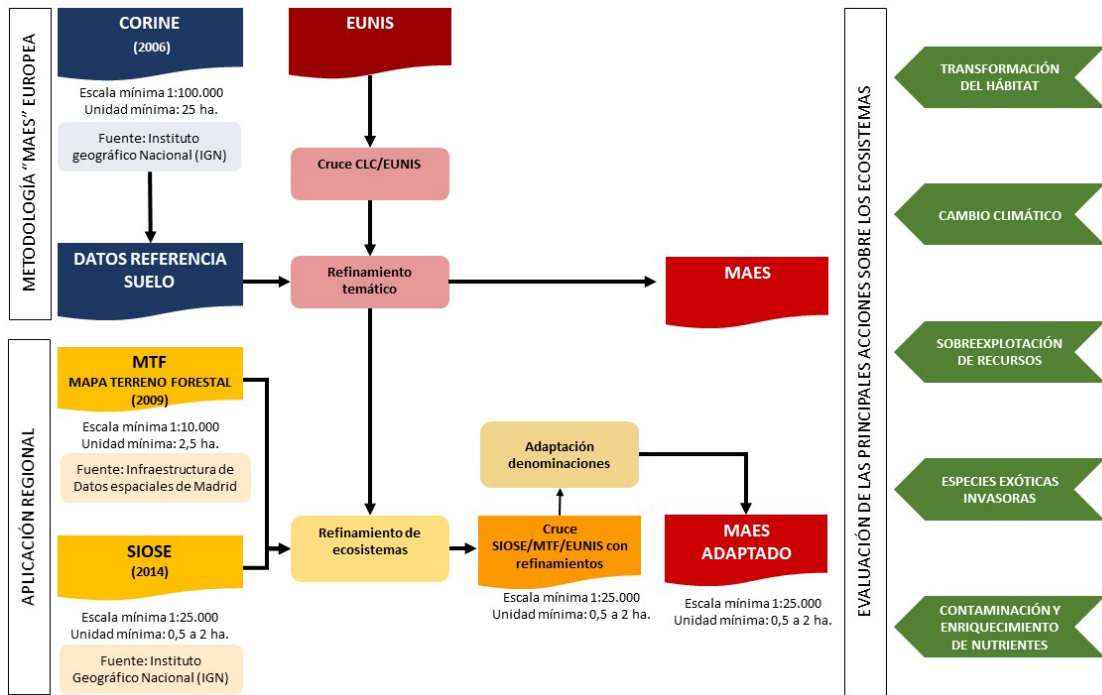 METODOLOGÍA "MAES" EUROPEA
CORINE
(2006)
Escala mínima 1:100.000
Unidad mínima: 25 ha.
Fuente: Instituto
geográfico Nacional (IGN)
DATOS REFERENCIA
SUELO
EUNIS
Cruce CLC/EUNIS
Refinamiento
temático
MAES
APLICACIÓN REGIONAL
MTF
MAPA TERRENO FORESTAL
(2009)
Escala mínima 1:10.000
Unidad mínima: 2,5 ha.
Fuente: Infraestructura de
Datos espaciales de Madrid
SIOSE
(2014)
Escala mínima 1:25.000
Unidad mínima: 0,5 a 2 ha.
Fuente: Instituto
Geográfico Nacional (IGN)
Refinamiento de
ecosistemas
Adaptación
denominaciones
Cruce
SIOSE/MTF/EUNIS con
refinamientos
Escala mínima 1:25.000
Unidad mínima: 0,5 a 2 ha.
MAES
ADAPTADO
Escala mínima 1:25.000
Unidad mínima: 0,5 a 2 ha.
EVALUACIÓN DE LAS PRINCIPALES ACCIONES SOBRE LOS ECOSISTEMAS
TRANSFORMACIÓN
DEL HÁBITAT
CAMBIO CLIMÁTICO
SOBREEXPLOTACIÓN
DE RECURSOS
ESPECIES EXÓTICAS
INVASORAS
CONTAMINACIÓN Y
ENRIQUECIMIENTO
DE NUTRIENTES